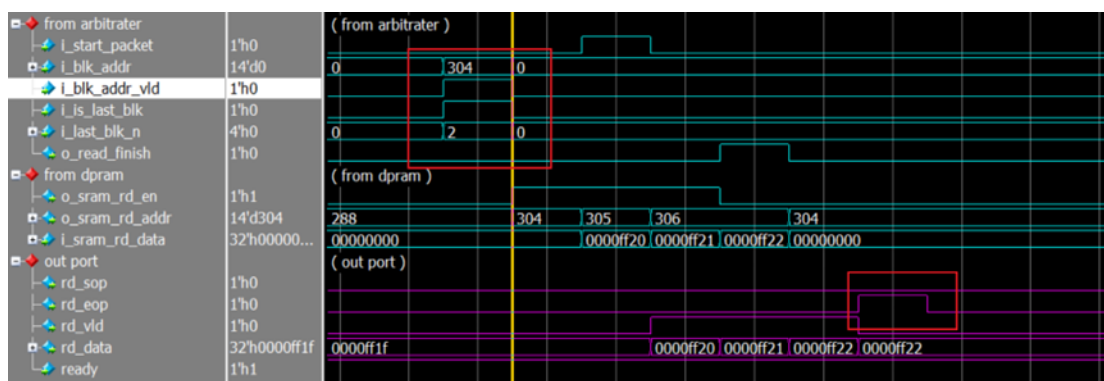 from arbitrater ( from arbitrater )
i_start_packet 1'h0
i_blk_addr 14'd0 0 304 0
i_blk_addr_vld 1'h0
i_is_last_blk 1'h0
i_last_blk_n 4'h0 0 2 0
o_read_finish 1'h0
from dpram ( from dpram )
o_sram_rd_en 1'h1
o_sram_rd_addr 14'd304 288 304 305 306 304
i_sram_rd_data 32'h00000... 00000000 0000ff20 0000ff21 0000ff22 00000000
out port ( out port )
rd_sop 1'h0
rd_eop 1'h0
rd_vld 1'h0
rd_data 32'h0000ff1f 0000ff1f 0000ff20 0000ff21 0000ff22 0000ff22
ready 1'h1